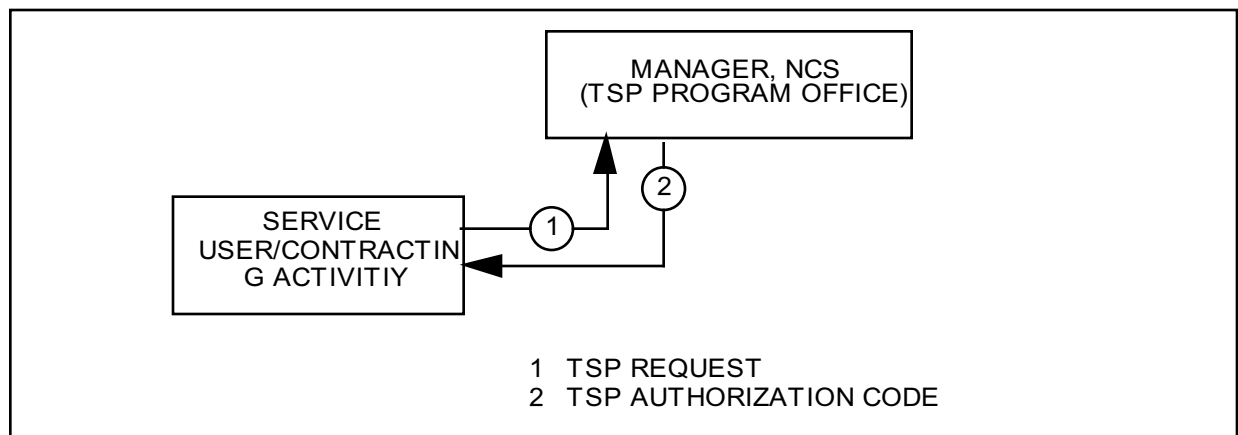 MANAGER, NCS
(TSP PROGRAM OFFICE)
2
SERVICE
USER/CONTRACTIN
G ACTIVITIY
1
1 TSP REQUEST
2 TSP AUTHORIZATION CODE